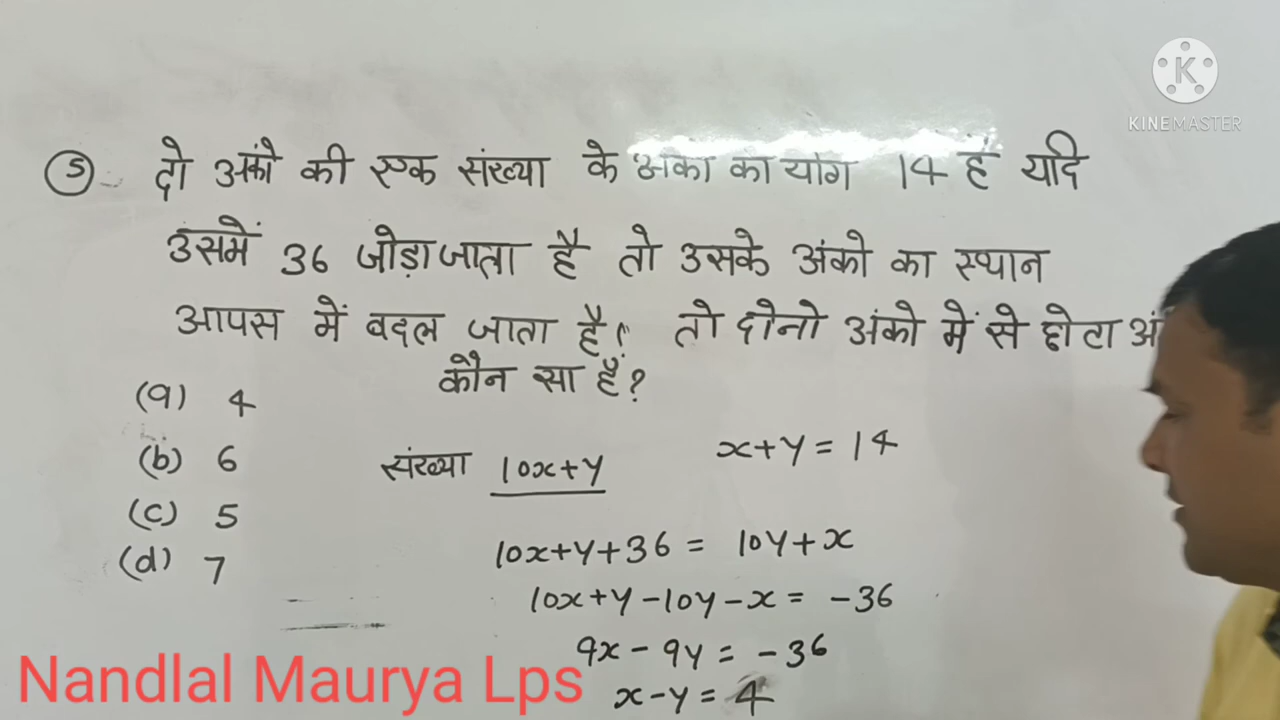 KINEMASTER
(5) दो अंको की एक संख्या के अंको का योग 14 है यदि
उसमें 36 जोड़ा जाता है तो उसके अंको का स्थान
आपस में बदल जाता है। तो दोनो अंको में से छोटा
कौन सा है?
(a) 4
(b) 6
(c) 5
(d) 7
संख्या 10x+y
x+y = 14
10x+y+36 = 10y+x
10x+y-10y-x = -36
9x - 9y = -36
x-y = 4
Nandlal Maurya Lps